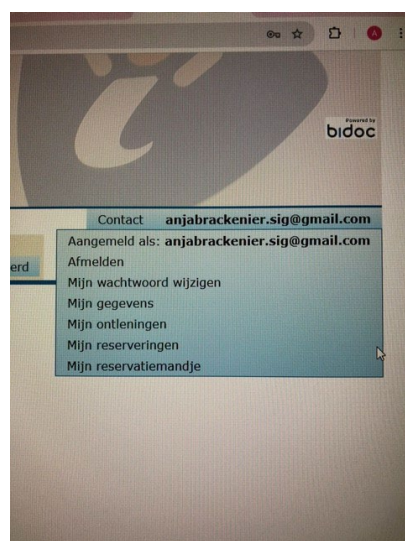 A
Powered by
bidoc
Contact anjabrackenier.sig@gmail.com
erd
Aangemeld als: anjabrackenier.sig@gmail.com
Afmelden
Mijn wachtwoord wijzigen
Mijn gegevens
Mijn ontleningen
Mijn reserveringen
Mijn reservatiemandje